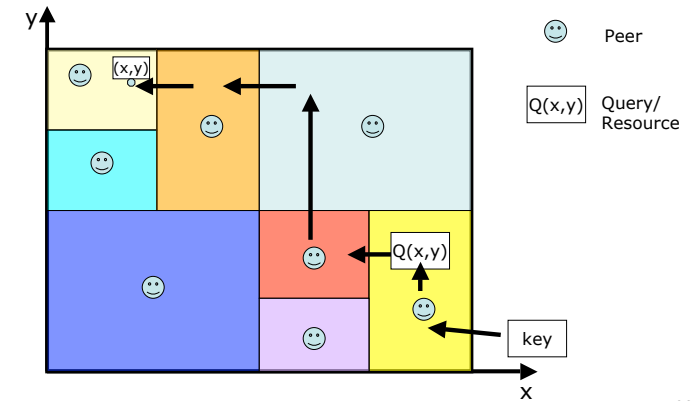 y
(x,y)
Peer
Q(x,y)
Query/
Resource
Q(x,y)
key
x